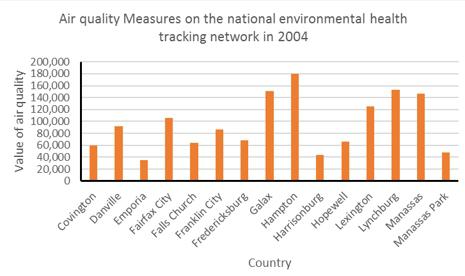 Air quality Measures on the national environmental health
tracking network in 2004
Value of air quality
200,000
180,000
160,000
140,000
120,000
100,000
80,000
60,000
40,000
20,000
0
Covington
Danville
Emporia
Fairfax City
Falls Church
Franklin City
Fredericksburg
Galax
Hampton
Harrisonburg
Hopewell
Lexington
Lynchburg
Manassas
Manassas Park
Country